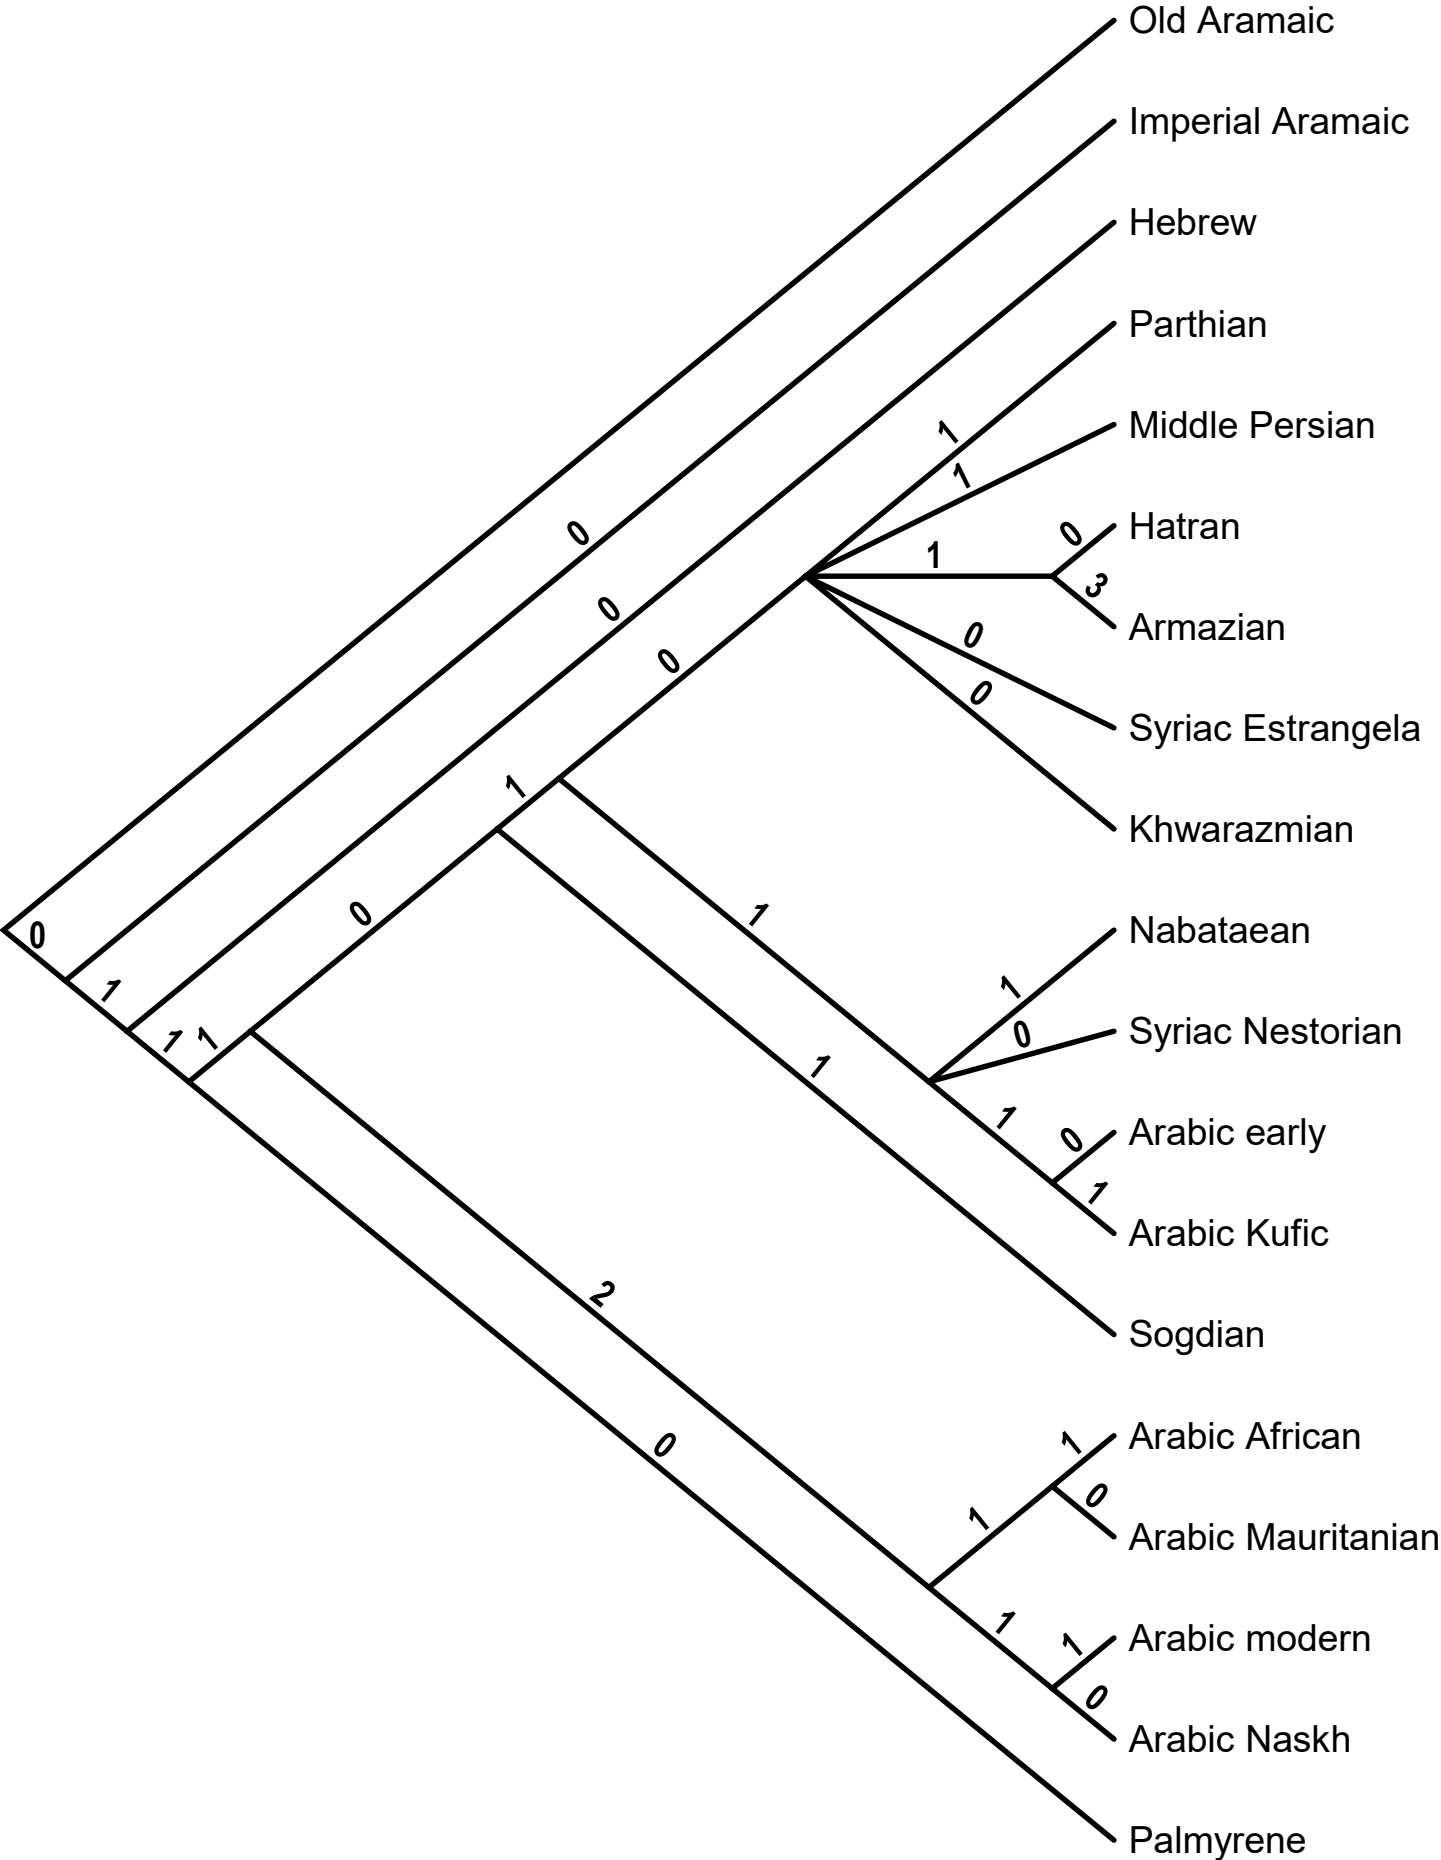 Old Aramaic
Imperial Aramaic
Hebrew
Parthian
1
Middle Persian
1
Hatran
0
0
1
3
0
Armazian
0
0
0
Syriac Estrangela
1
Khwarazmian
0
1
Nabataean
0
1
1
0
Syriac Nestorian
1
1
1
1
0
Arabic early
1
Arabic Kufic
2
Sogdian
0
1
Arabic African
0
1
Arabic Mauritanian
1
1
Arabic modern
0
Arabic Naskh
Palmyrene